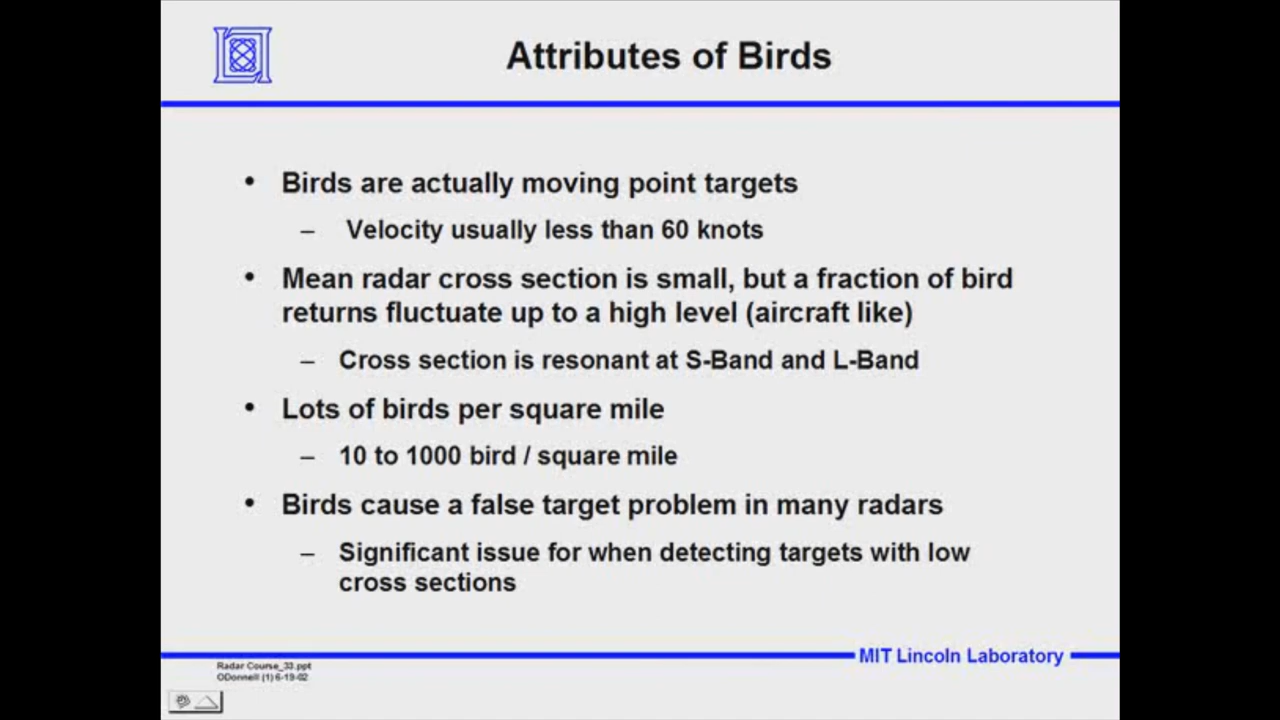 Attributes of Birds
• Birds are actually moving point targets
– Velocity usually less than 60 knots
• Mean radar cross section is small, but a fraction of bird
returns fluctuate up to a high level (aircraft like)
– Cross section is resonant at S-Band and L-Band
• Lots of birds per square mile
– 10 to 1000 bird / square mile
• Birds cause a false target problem in many radars
– Significant issue for when detecting targets with low
cross sections
MIT Lincoln Laboratory
Radar Course_33.ppt
ODonnell (1) 6-19-02